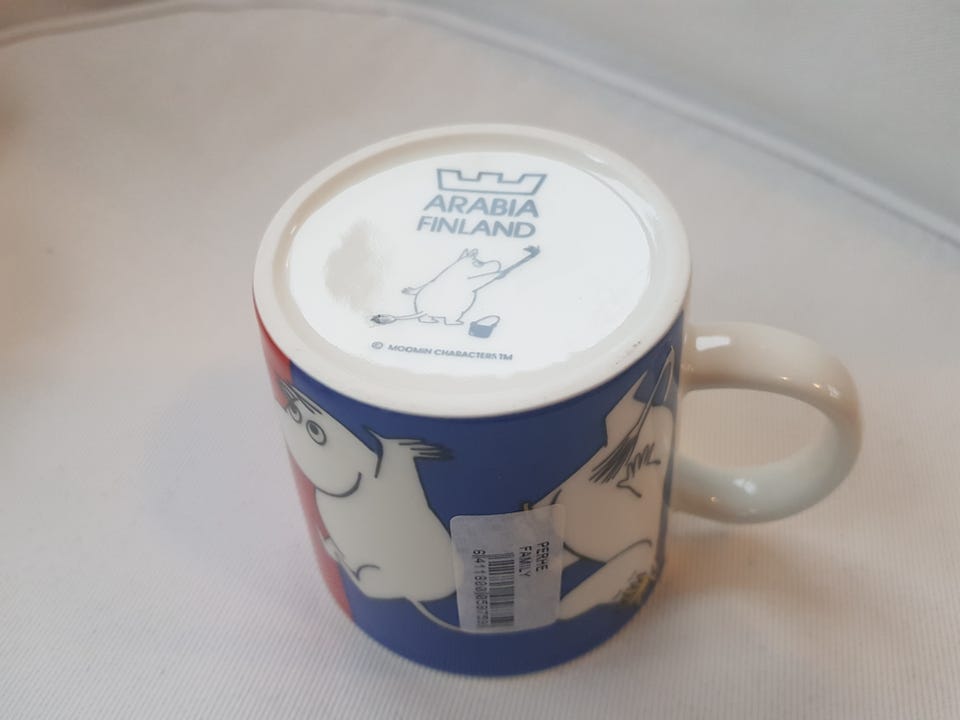 ARABIA
FINLAND
© MOOMIN CHARACTERS TM
PERHE
FAMILY